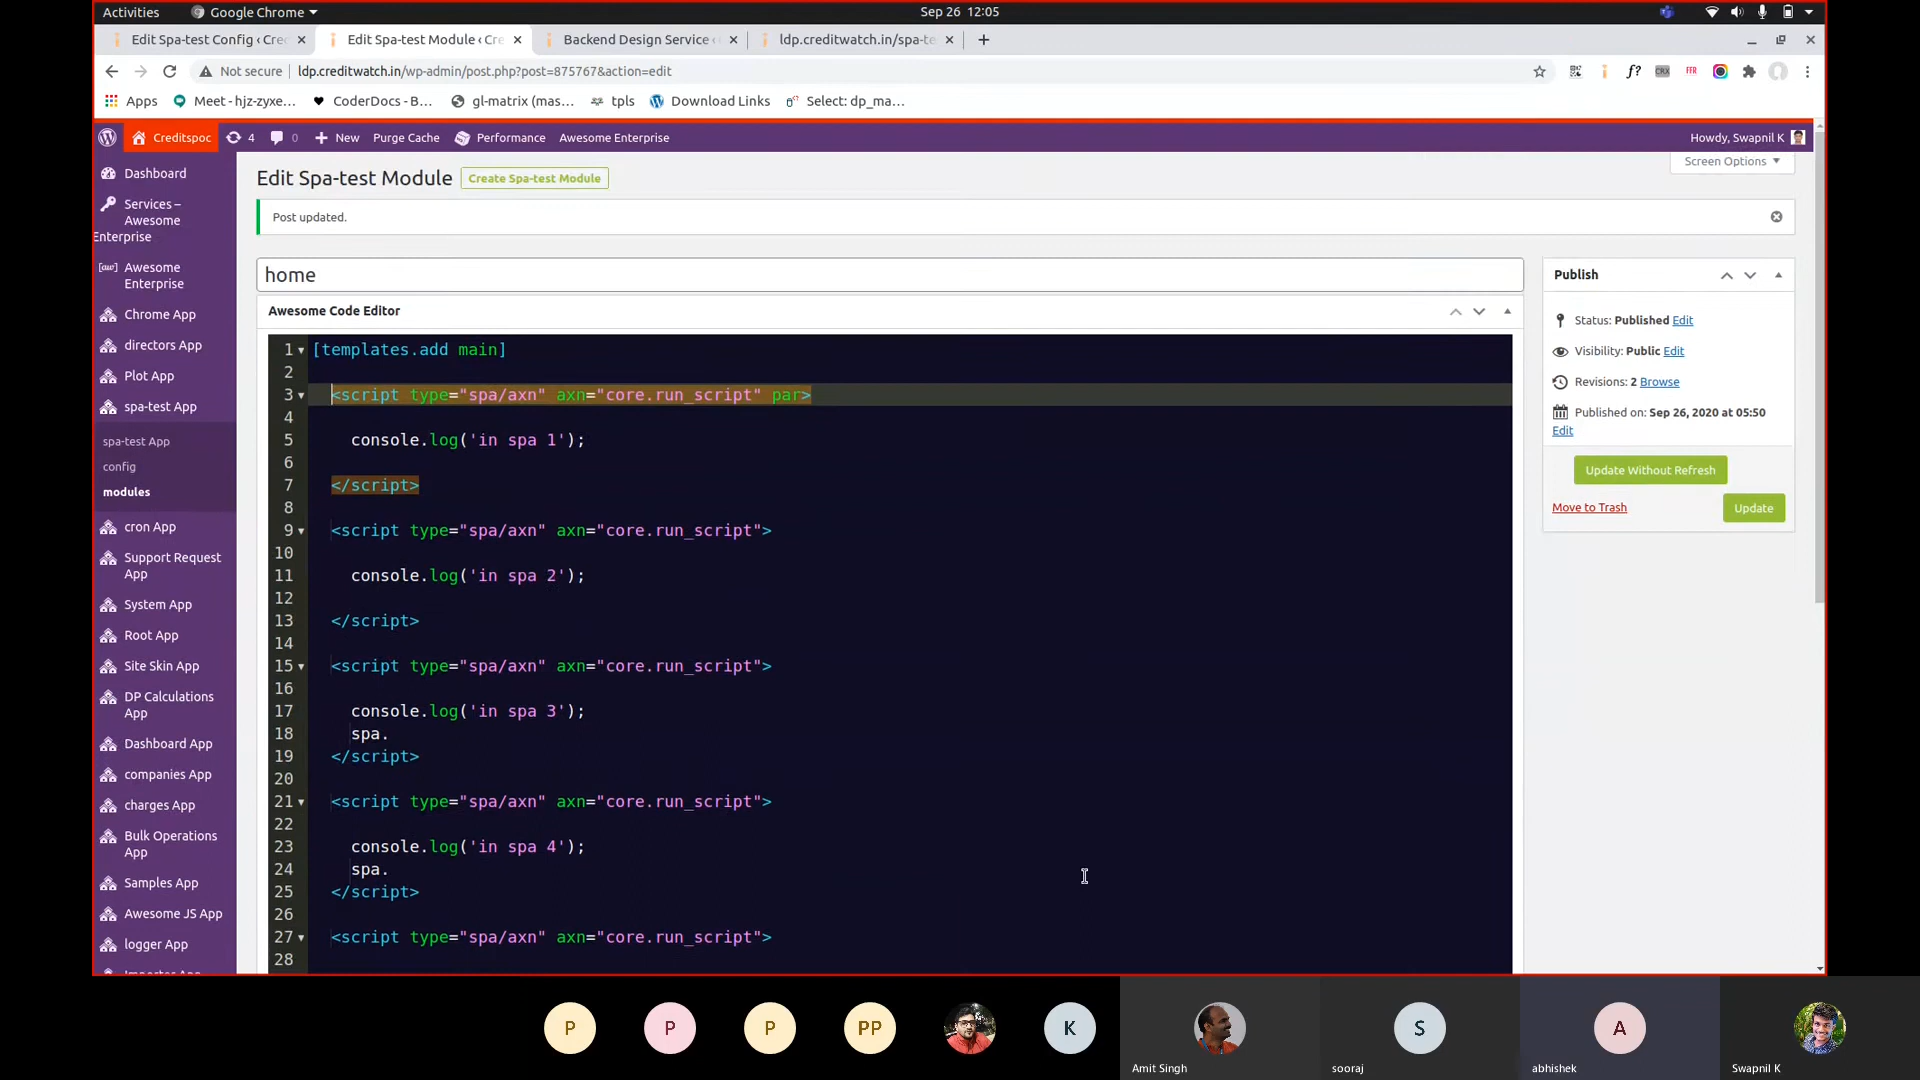 Activities
Google Chrome
Sep 26 12:05
Edit Spa-test Config ‹ Crec
Edit Spa-test Module ‹ Cre
Backend Design Service ‹
ldp.creditwatch.in/spa-te
Not secure
ldp.creditwatch.in/wp-admin/post.php?post=875767&action=edit
Apps
Meet - hjz-zyxe...
CoderDocs - B...
gl-matrix (mas...
tpls
Download Links
Select: dp_ma...
Creditspoc
4
0
New
Purge Cache
Performance
Awesome Enterprise
Howdy, Swapnil K
Dashboard
Services –
Awesome
Enterprise
Awesome
Enterprise
Chrome App
directors App
Plot App
spa-test App
spa-test App
config
modules
cron App
Support Request
App
System App
Root App
Site Skin App
DP Calculations
App
Dashboard App
companies App
charges App
Bulk Operations
App
Samples App
Awesome JS App
logger App
Screen Options
Edit Spa-test Module
Create Spa-test Module
Post updated.
home
Awesome Code Editor
1 [templates.add main]
2
3 <script type="spa/axn" axn="core.run_script" par>
4
5 console.log('in spa 1');
6
7 </script>
8
9 <script type="spa/axn" axn="core.run_script">
10
11 console.log('in spa 2');
12
13 </script>
14
15 <script type="spa/axn" axn="core.run_script">
16
17 console.log('in spa 3');
18 spa.
19 </script>
20
21 <script type="spa/axn" axn="core.run_script">
22
23 console.log('in spa 4');
24 spa.
25 </script>
26
27 <script type="spa/axn" axn="core.run_script">
28
Publish
Status: Published Edit
Visibility: Public Edit
Revisions: 2 Browse
Published on: Sep 26, 2020 at 05:50
Edit
Update Without Refresh
Move to Trash
Update
P
P
P
PP
K
S
A
Amit Singh
sooraj
abhishek
Swapnil K